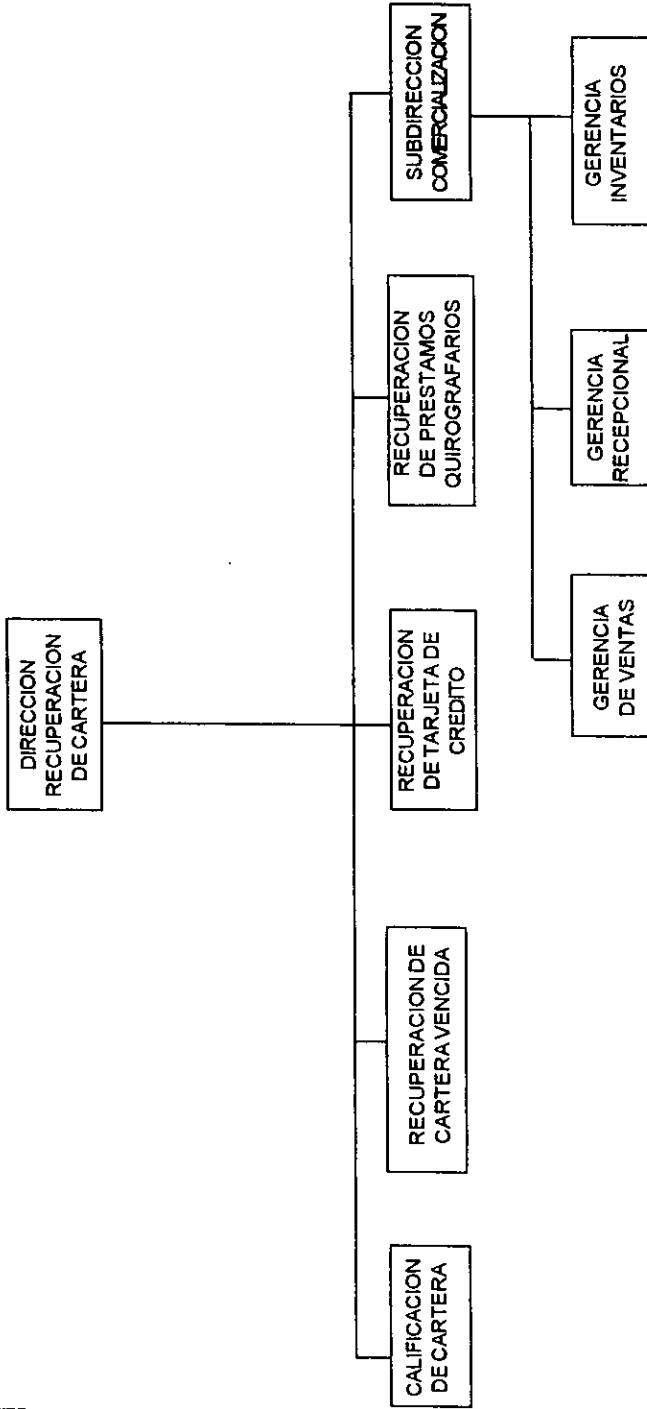 DIRECCION
RECUPERACION
DE CARTERA
CALIFICACION
DE CARTERA
RECUPERACION DE
CARTERA VENCIDA
RECUPERACION
DE TARJETA DE
CREDITO
RECUPERACION
DE PRESTAMOS
QUIROGRAFARIOS
SUBDIRECCION
COMERCIALIZACION
GERENCIA
DE VENTAS
GERENCIA
RECEPCIONAL
GERENCIA
INVENTARIOS